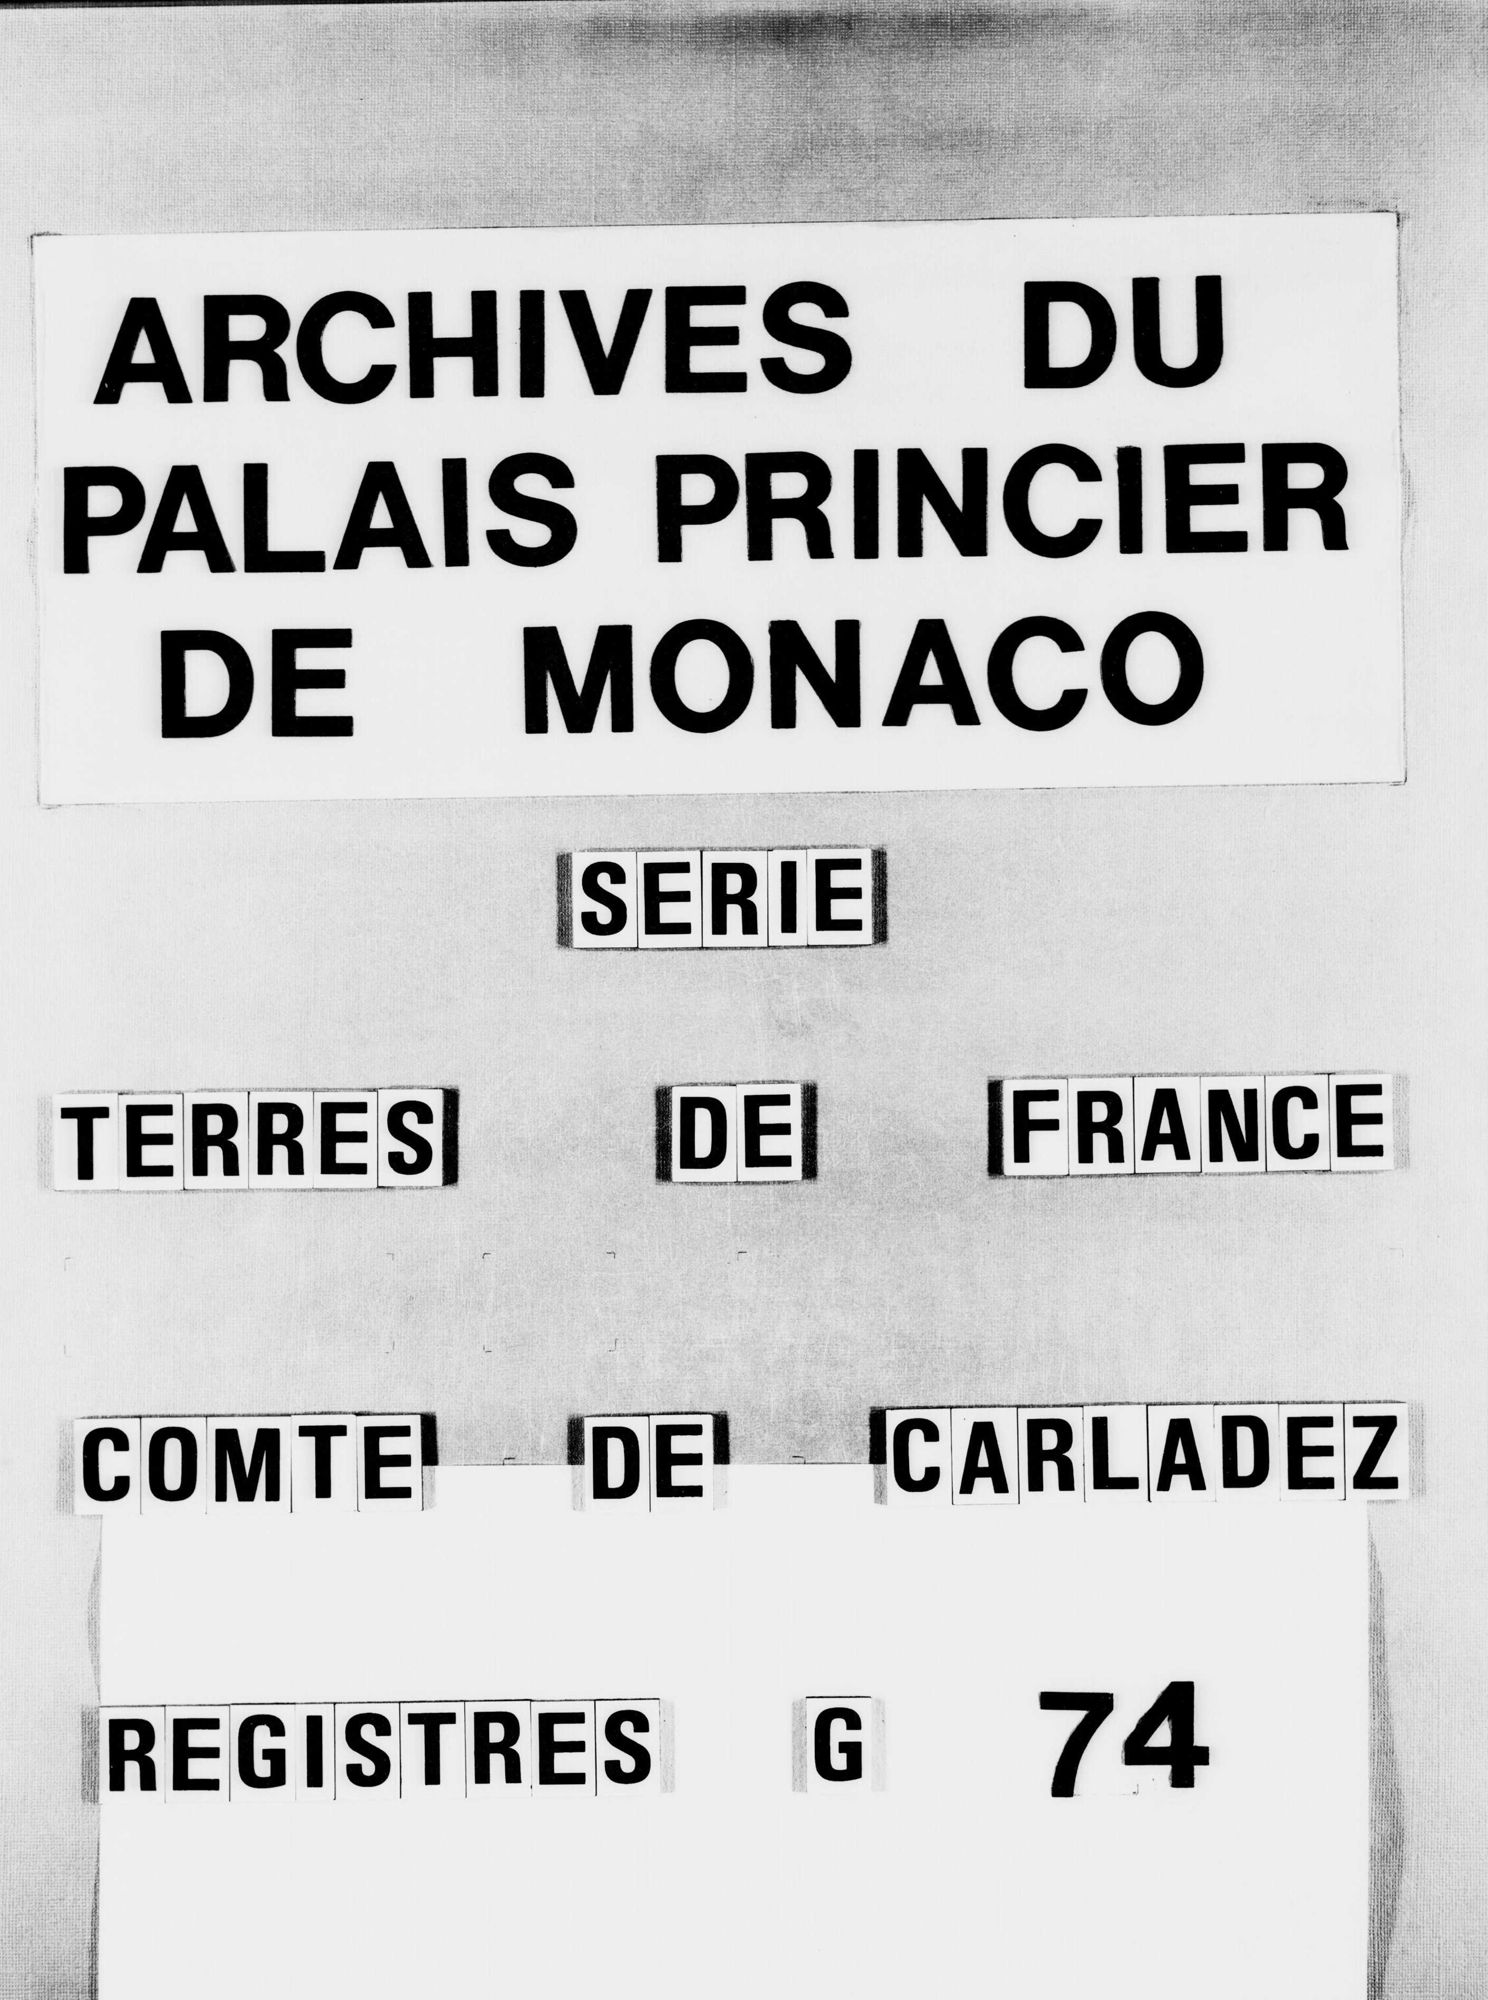 ARCHIVES DU
PALAIS PRINCIER
DE MONACO
SERIE
TERRES DE FRANCE
COMTE DE CARLADEZ
REGISTRES G 74